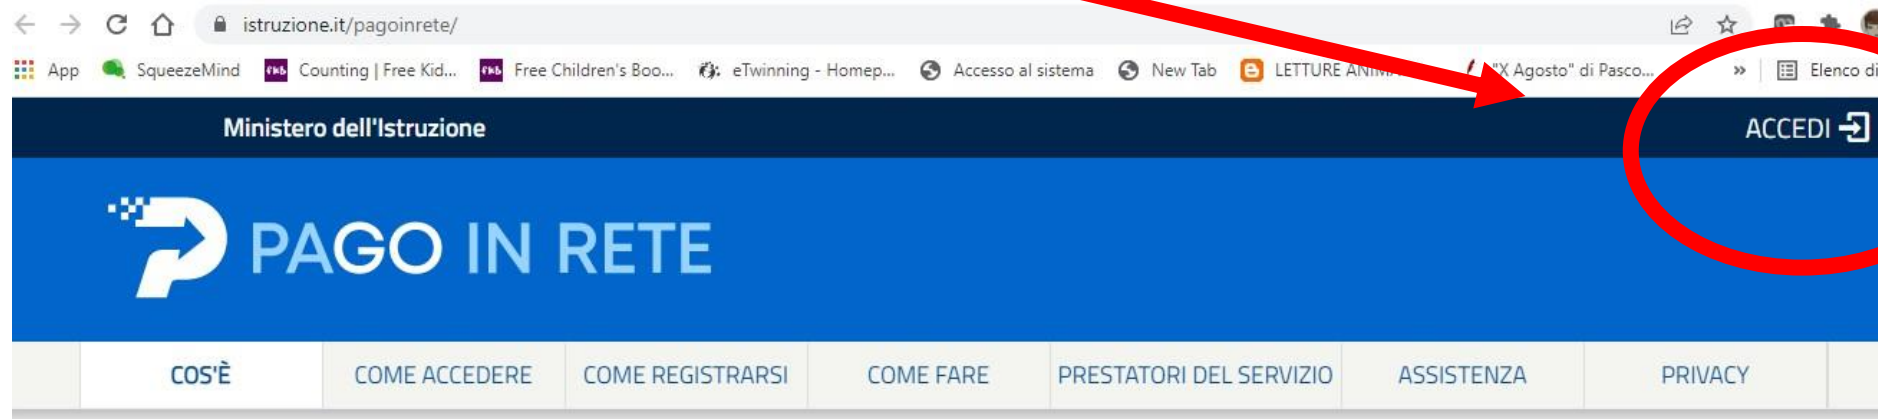 istruzione.it/pagoinrete/
App SqueezeMind Counting | Free Kid... Free Children's Boo... eTwinning - Homep... Accesso al sistema New Tab LETTURE "X Agosto" di Pasco... » Elenco di
Ministero dell'Istruzione ACCEDI
PAGO IN RETE
COS'È COME ACCEDERE COME REGISTRARSI COME FARE PRESTATORI DEL SERVIZIO ASSISTENZA PRIVACY